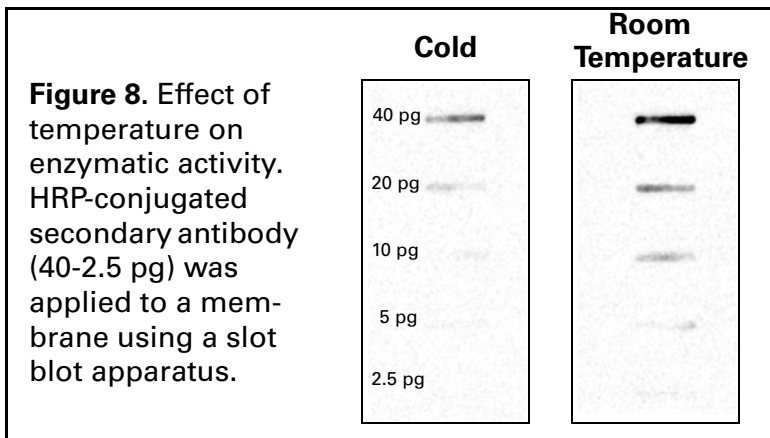 Figure 8. Effect of
temperature on
enzymatic activity.
HRP-conjugated
secondary antibody
(40-2.5 pg) was
applied to a mem-
brane using a slot
blot apparatus.
Cold
40 pg
20 pg
10 pg
5 pg
2.5 pg
Room
Temperature